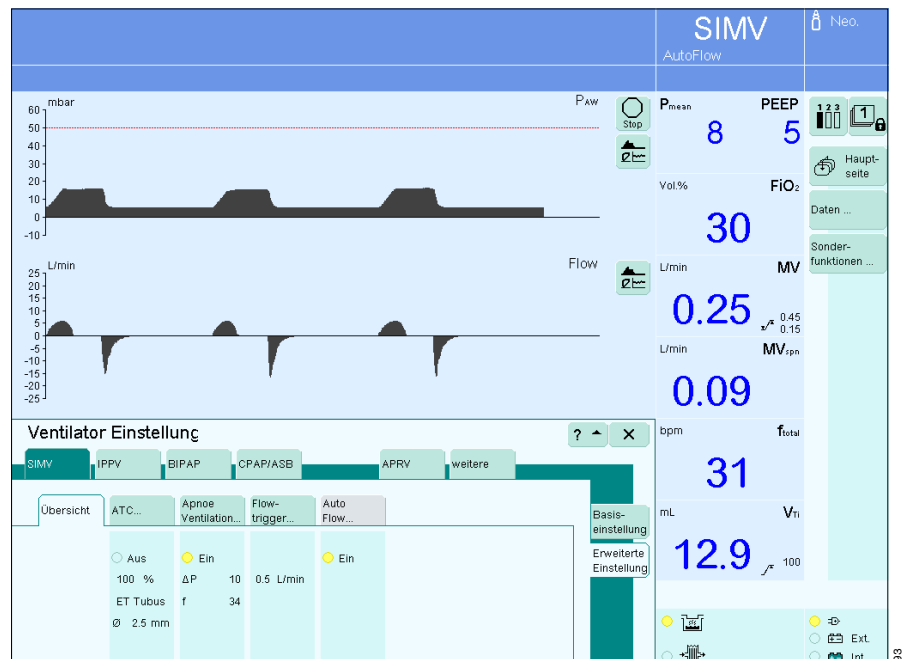 SIMV
AutoFlow
Neo.
mbar
PAW
60
50
40
30
20
10
0
-10
Stop
L/min
Flow
25
20
15
10
5
0
-5
-10
-15
-20
-25
Pmean PEEP
8 5
Vol.% FiO2
30
L/min MV
0.25
0.45
0.15
L/min MVspn
0.09
bpm ftotal
31
mL VTi
12.9
100
1 2 3
1
Haupt-
seite
Daten ...
Sonder-
funktionen ...
Ventilator Einstellung
? ×
SIMV IPPV BIPAP CPAP/ASB APRV weitere
Übersicht
ATC...
Apnoe
Ventilation...
Flow-
trigger...
Auto
Flow...
Basis-
einstellung
Erweiterte
Einstellung
Aus
100 %
ET Tubus
Ø 2.5 mm
Ein
ΔP 10
f 34
0.5 L/min
Ein
Ext.
Int.